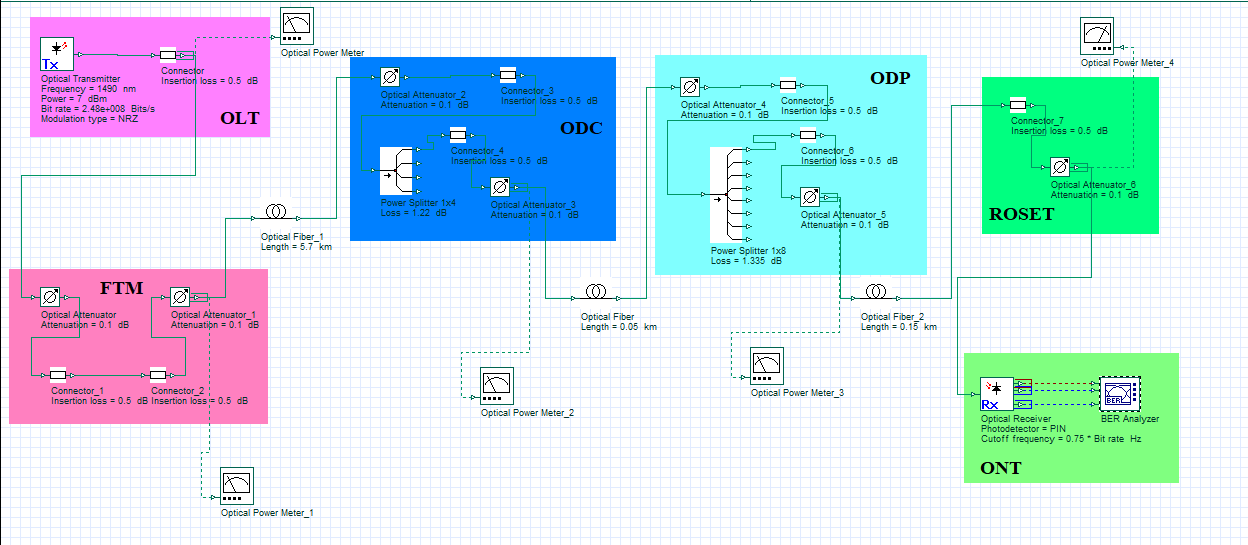 Optical Power Meter
Tx
Optical Transmitter
Frequency = 1490 nm
Power = 7 dBm
Bit rate = 2.48e+008 Bits/s
Modulation type = NRZ
Connector
Insertion loss = 0.5 dB
OLT
Optical Attenuator_2
Attenuation = 0.1 dB
Connector_3
Insertion loss = 0.5 dB
ODC
Connector_4
Insertion loss = 0.5 dB
Power Splitter 1x4
Loss = 1.22 dB
Optical Attenuator_3
Attenuation = 0.1 dB
ODP
Optical Attenuator_4
Attenuation = 0.1 dB
Connector_5
Insertion loss = 0.5 dB
Connector_6
Insertion loss = 0.5 dB
Optical Attenuator_5
Attenuation = 0.1 dB
Power Splitter 1x8
Loss = 1.335 dB
Optical Power Meter_4
Connector_7
Insertion loss = 0.5 dB
Optical Attenuator_6
Attenuation = 0.1 dB
ROSET
Optical Fiber_1
Length = 5.7 km
FTM
Optical Attenuator
Attenuation = 0.1 dB
Optical Attenuator_1
Attenuation = 0.1 dB
Connector_1
Insertion loss = 0.5 dB
Connector_2
Insertion loss = 0.5 dB
Optical Fiber
Length = 0.05 km
Optical Fiber_2
Length = 0.15 km
Optical Power Meter_2
Optical Power Meter_3
Rx
Optical Receiver
Photodetector = PIN
Cutoff frequency = 0.75 * Bit rate Hz
BER
BER Analyzer
ONT
Optical Power Meter_1